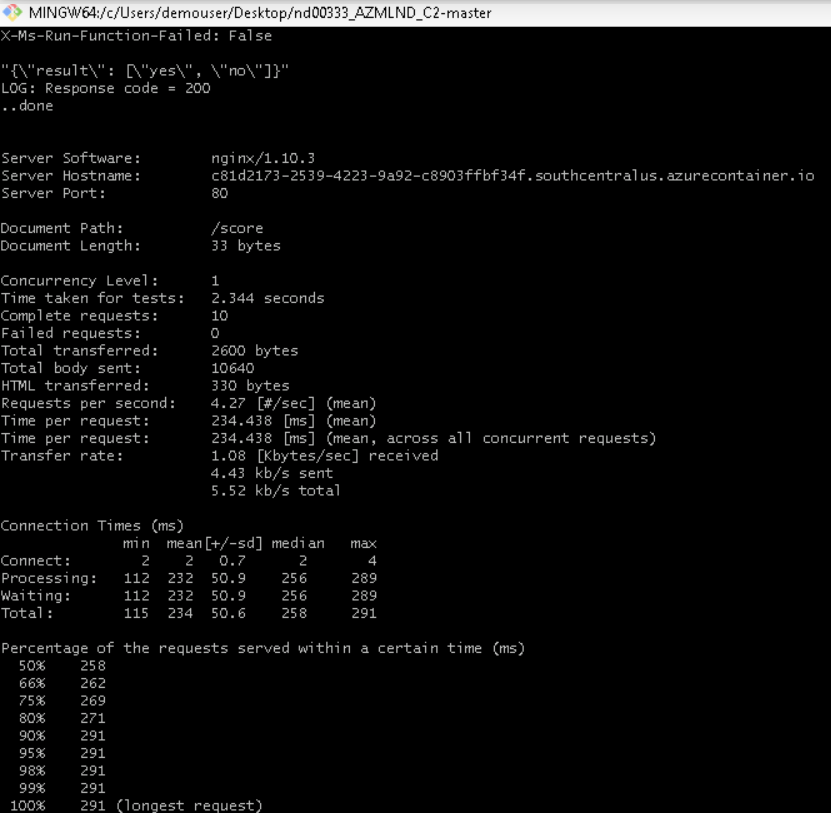 MINGW64:/c/Users/demouser/Desktop/nd00333_AZMLND_C2-master
X-Ms-Run-Function-Failed: False
"{\"result\": [\"yes\", \"no\"]}"
LOG: Response code = 200
..done
Server Software:        nginx/1.10.3
Server Hostname:        c81d2173-2539-4223-9a92-c8903ffbf34f.southcentralus.azurecontainer.io
Server Port:            80
Document Path:          /score
Document Length:        33 bytes
Concurrency Level:      1
Time taken for tests:   2.344 seconds
Complete requests:      10
Failed requests:        0
Total transferred:      2600 bytes
Total body sent:        10640
HTML transferred:       330 bytes
Requests per second:    4.27 [#/sec] (mean)
Time per request:       234.438 [ms] (mean)
Time per request:       234.438 [ms] (mean, across all concurrent requests)
Transfer rate:          1.08 [Kbytes/sec] received
                        4.43 kb/s sent
                        5.52 kb/s total
Connection Times (ms)
              min  mean[+/-sd] median   max
Connect:        2    2   0.7      2       4
Processing:   112  232  50.9    256     289
Waiting:      112  232  50.9    256     289
Total:        115  234  50.6    258     291
Percentage of the requests served within a certain time (ms)
  50%    258
  66%    262
  75%    269
  80%    271
  90%    291
  95%    291
  98%    291
  99%    291
 100%    291 (longest request)